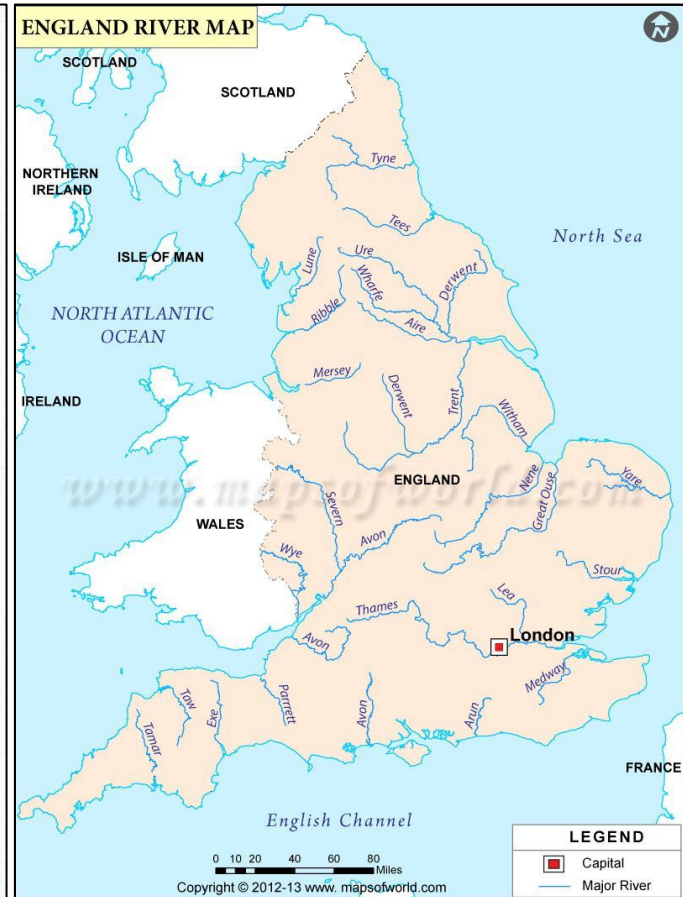 ENGLAND RIVER MAP
N
SCOTLAND
SCOTLAND
NORTHERN
IRELAND
Tyne
Tees
North Sea
ISLE OF MAN
Lune
Ure
Wharfe
Derwent
NORTH ATLANTIC
OCEAN
Ribble
Aire
Mersey
Derwent
Trent
Witham
IRELAND
ENGLAND
Nene
Yare
www.mapsofworld.com
Severn
Great Ouse
WALES
Avon
Wye
Stour
Lea
Thames
London
Avon
Medway
Taw
Exe
Parrrett
Avon
Arun
Tamar
FRANCE
English Channel
LEGEND
Capital
Major River
0 10 20 40 60 80
Miles
Copyright © 2012-13 www. mapsofworld.com